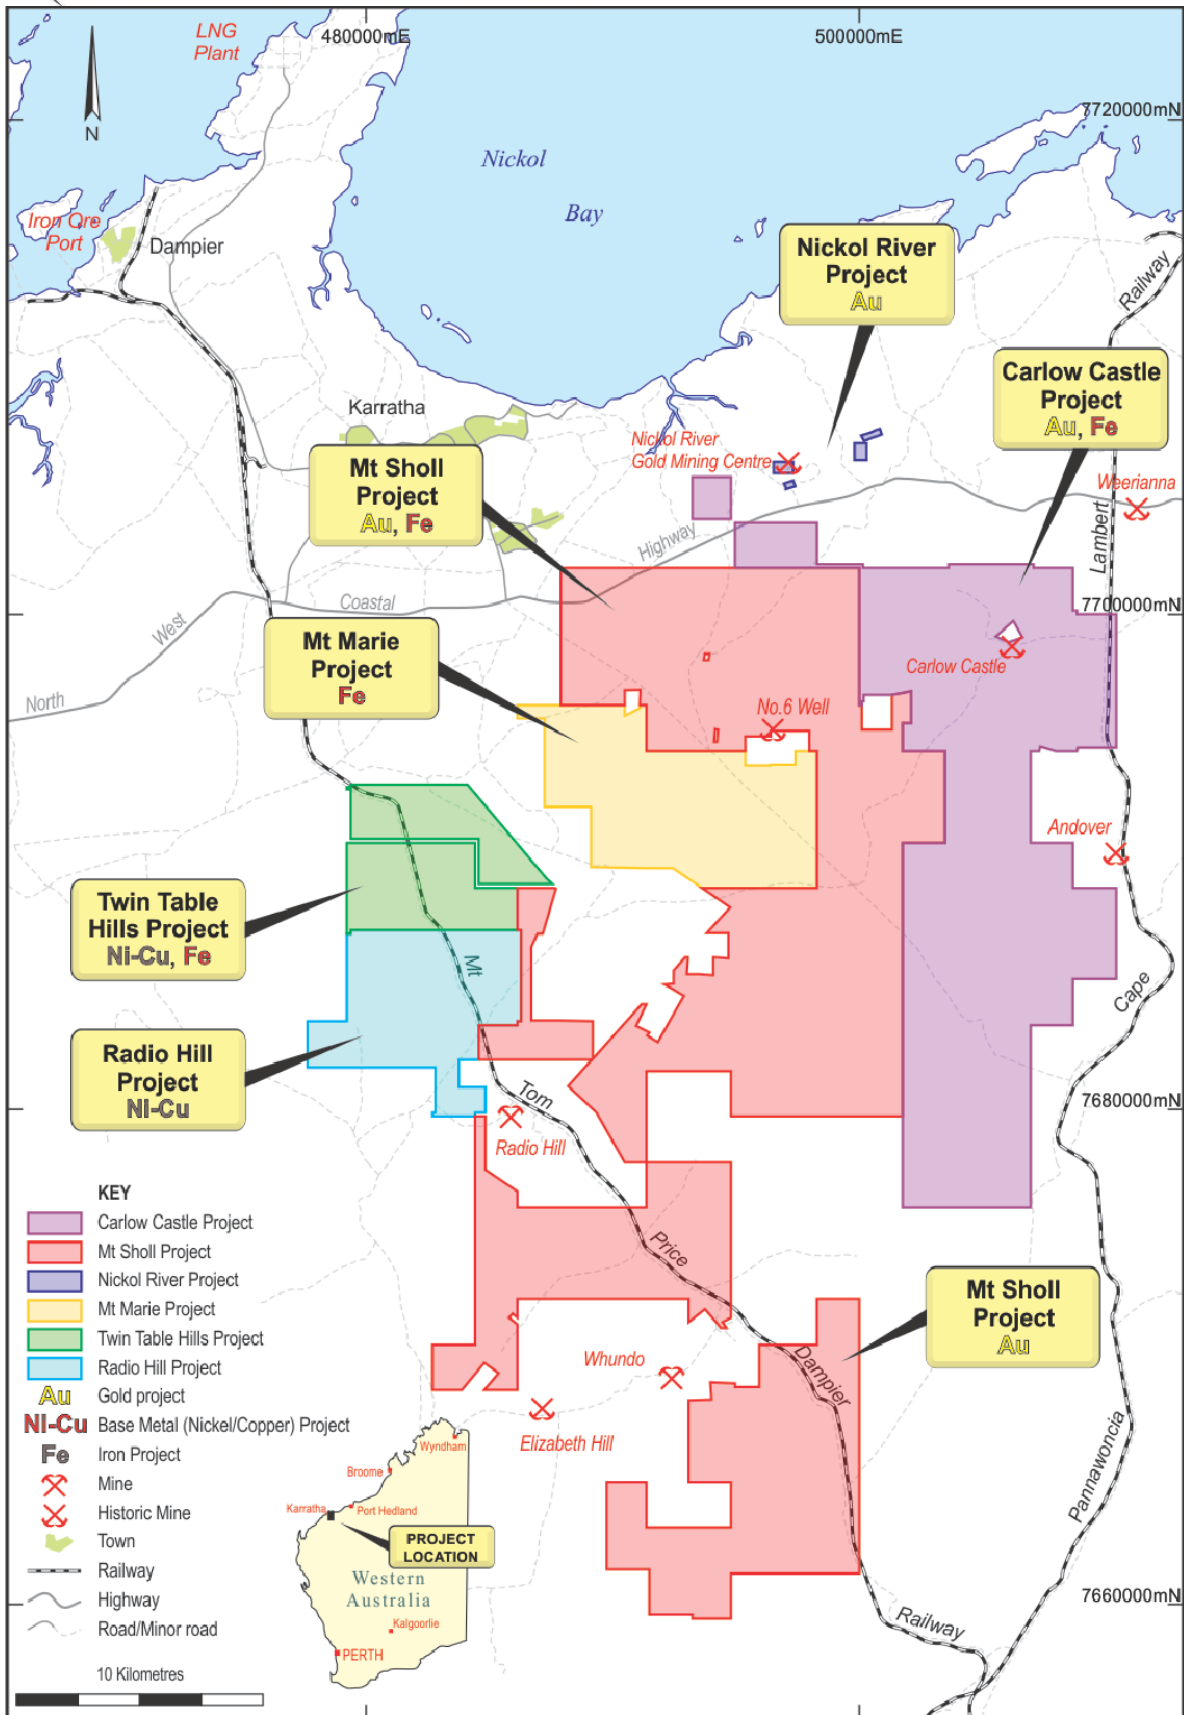 LNG
Plant
480000mE
500000mE
7720000mN
N
Nickol
Bay
Iron Ore
Port
Dampier
Nickol River
Project
Au
Railway
Carlow Castle
Project
Au, Fe
Karratha
Nickol River
Gold Mining Centre
Mt Sholl
Project
Au, Fe
Weerianna
Highway
Lambert
Coastal
7700000mN
West
Mt Marie
Project
Fe
Carlow Castle
North
No.6 Well
Andover
Twin Table
Hills Project
Ni-Cu, Fe
Mt
Cape
Radio Hill
Project
Ni-Cu
Tom
7680000mN
Radio Hill
KEY
Carlow Castle Project
Mt Sholl Project
Nickol River Project
Mt Marie Project
Twin Table Hills Project
Radio Hill Project
Au Gold project
NI-Cu Base Metal (Nickel/Copper) Project
Fe Iron Project
Mine
Historic Mine
Town
Railway
Highway
Road/Minor road
10 Kilometres
Price
Mt Sholl
Project
Au
Whundo
Dampier
Elizabeth Hill
Pannawoncia
Wyndham
Broome
Karratha
Port Hedland
PROJECT
LOCATION
Western
Australia
Kalgoorlie
PERTH
7660000mN
Railway